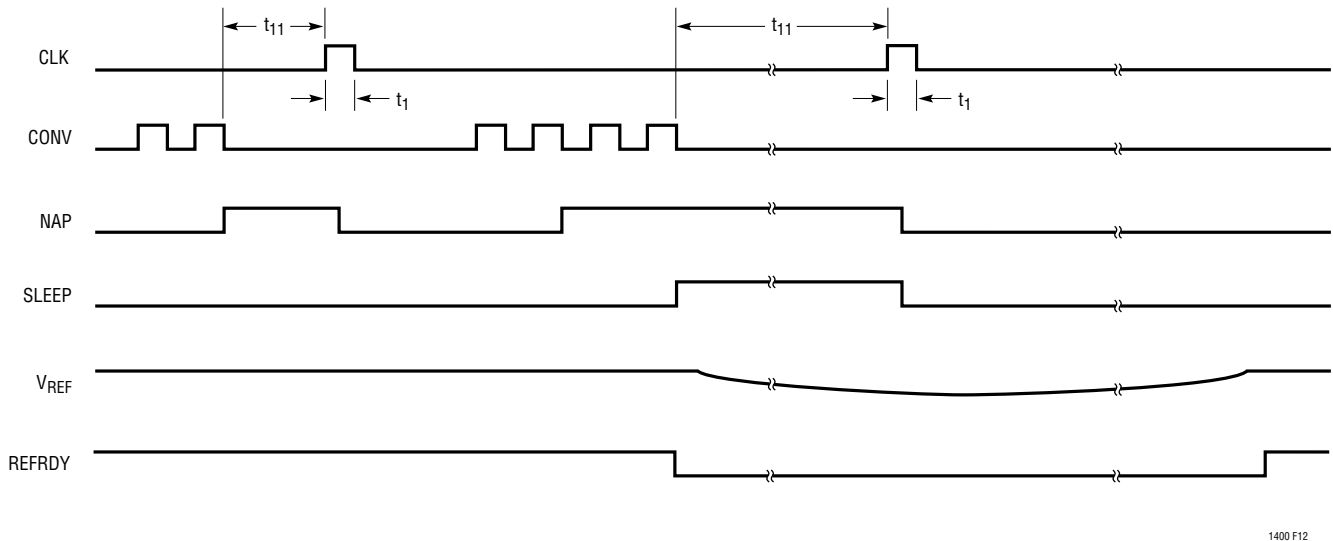 t11 t11
CLK
t1 t1
CONV
NAP
SLEEP
VREF
REFRDY
1400 F12